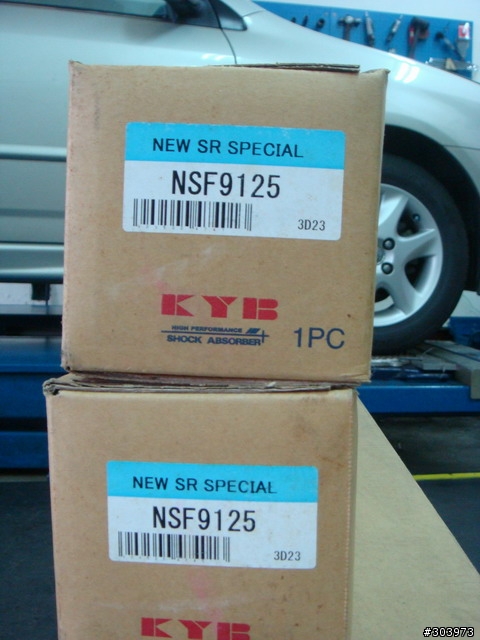 NEW SR SPECIAL
NSF9125
3D23
KYB
HIGH PERFORMANCE
SHOCK ABSORBER
1PC
NEW SR SPECIAL
NSF9125
3D23
KYB
#303973